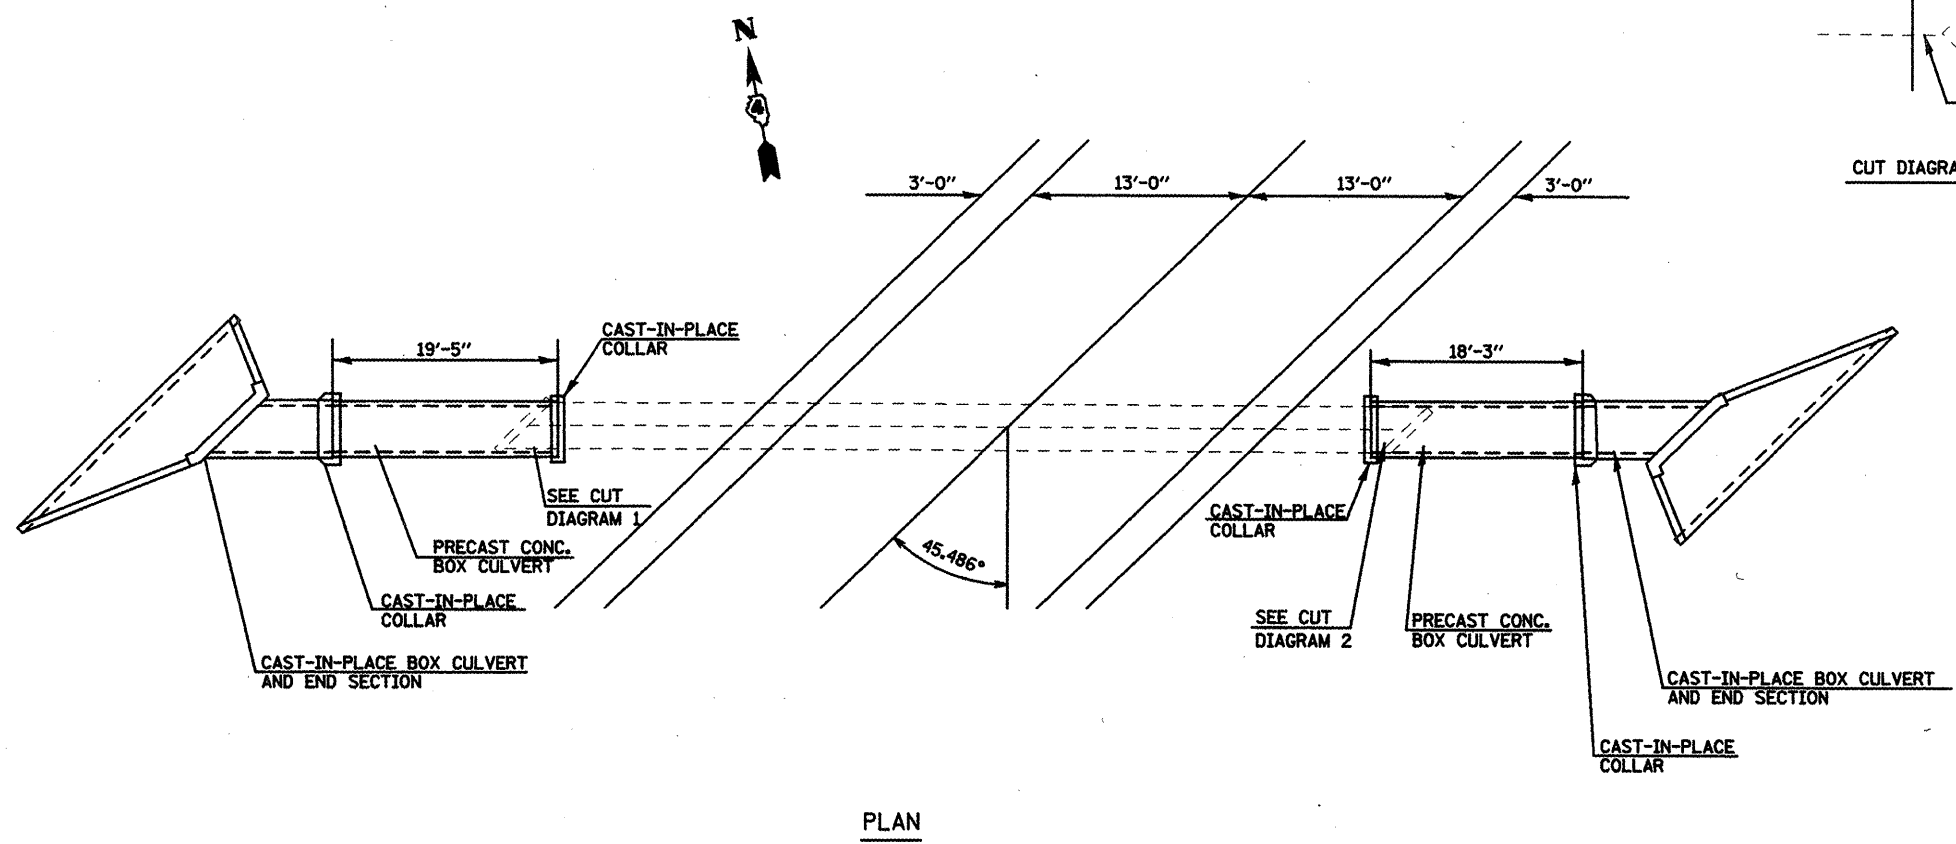 N
4
CUT DIAGRA
3'-0"
13'-0"
13'-0"
3'-0"
19'-5"
CAST-IN-PLACE
COLLAR
18'-3"
SEE CUT
DIAGRAM 1
PRECAST CONC.
BOX CULVERT
CAST-IN-PLACE
COLLAR
CAST-IN-PLACE BOX CULVERT
AND END SECTION
45.486°
CAST-IN-PLACE
COLLAR
SEE CUT
DIAGRAM 2
PRECAST CONC.
BOX CULVERT
CAST-IN-PLACE BOX CULVERT
AND END SECTION
CAST-IN-PLACE
COLLAR
PLAN